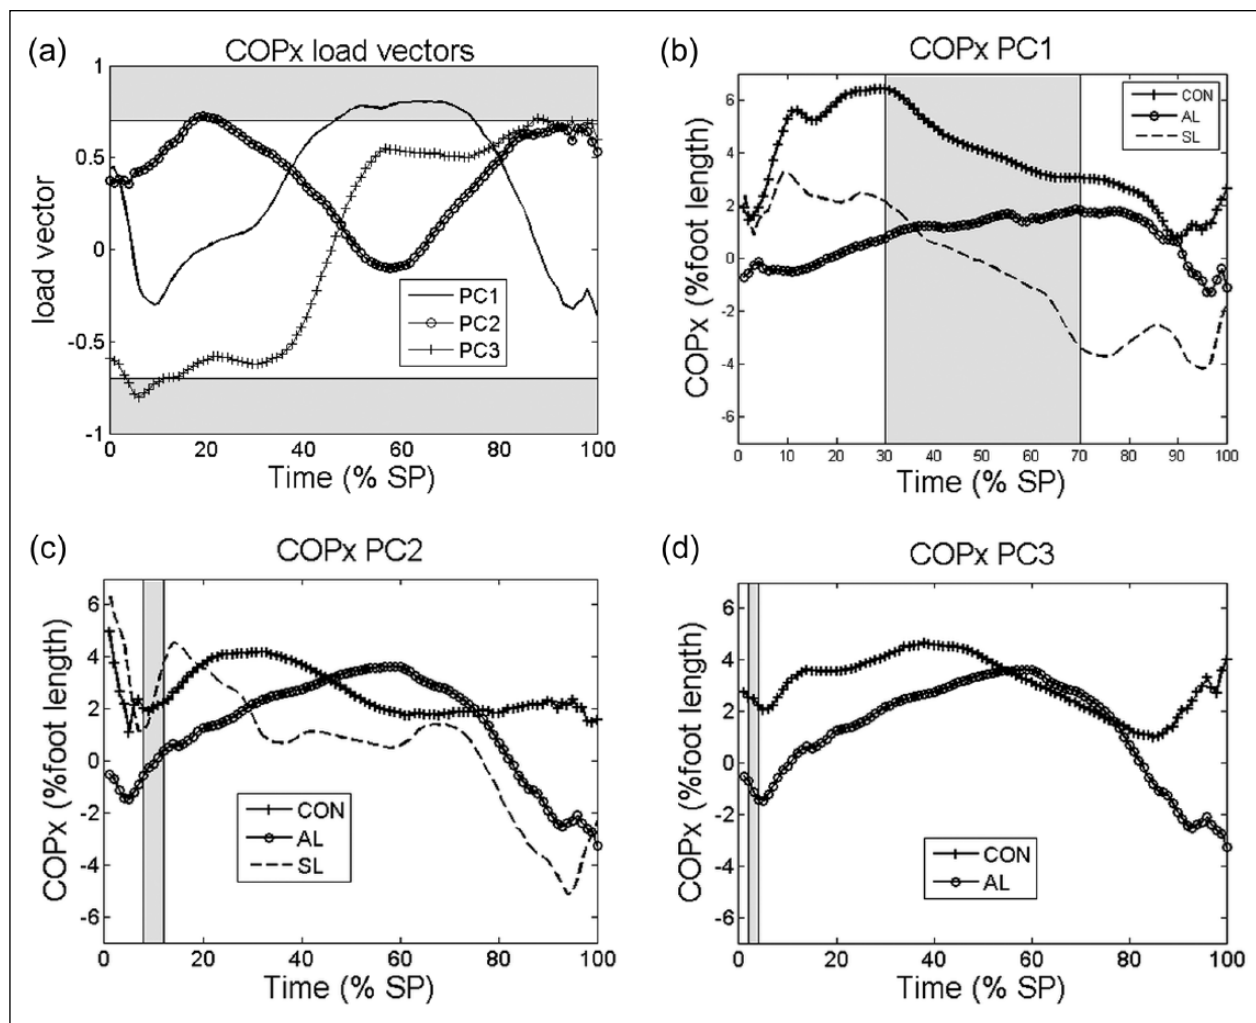 (a)
COPx load vectors
1
0.5
0
-0.5
-1
load vector
PC1
PC2
PC3
0
20
40
60
80
100
Time (% SP)
(b)
COPx PC1
6
4
2
0
-2
-4
-6
COPx (%foot length)
CON
AL
SL
0
10
20
30
40
50
60
70
80
90
100
Time (% SP)
(c)
COPx PC2
6
4
2
0
-2
-4
-6
COPx (%foot length)
CON
AL
SL
0
20
40
60
80
100
Time (% SP)
(d)
COPx PC3
6
4
2
0
-2
-4
-6
COPx (%foot length)
CON
AL
0
20
40
60
80
100
Time (% SP)